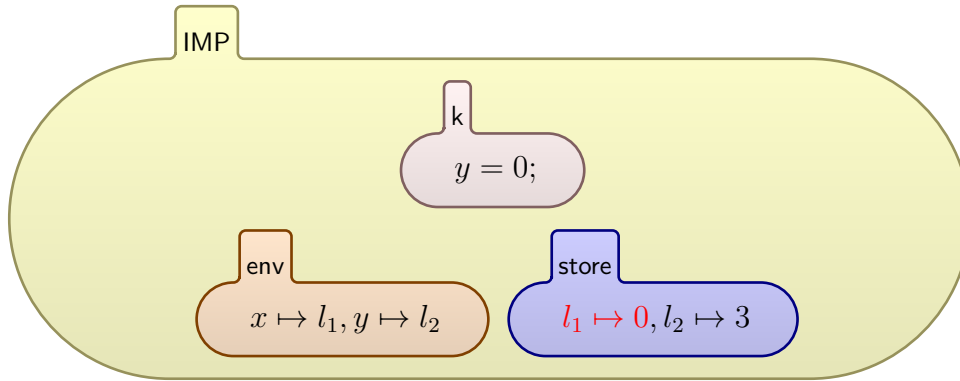 IMP
k
y = 0;
env
store
x ↦ l₁, y ↦ l₂
l₁ ↦ 0, l₂ ↦ 3